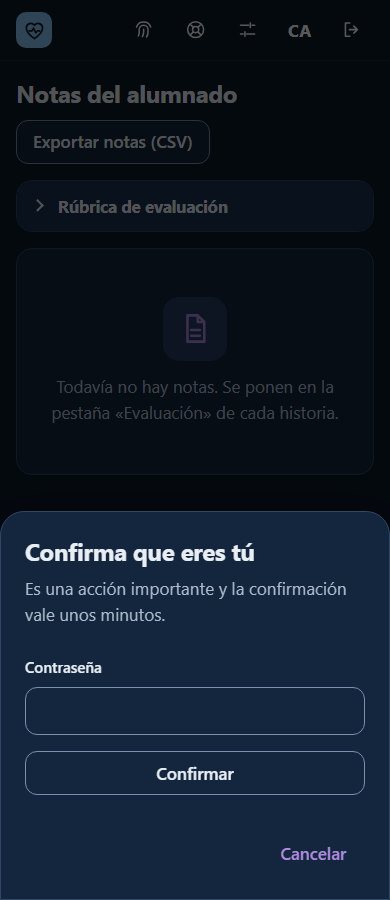 CA
Notas del alumnado
Exportar notas (CSV)
Rúbrica de evaluación
Todavía no hay notas. Se ponen en la
pestaña «Evaluación» de cada historia.
Confirma que eres tú
Es una acción importante y la confirmación
vale unos minutos.
Contraseña
Confirmar
Cancelar